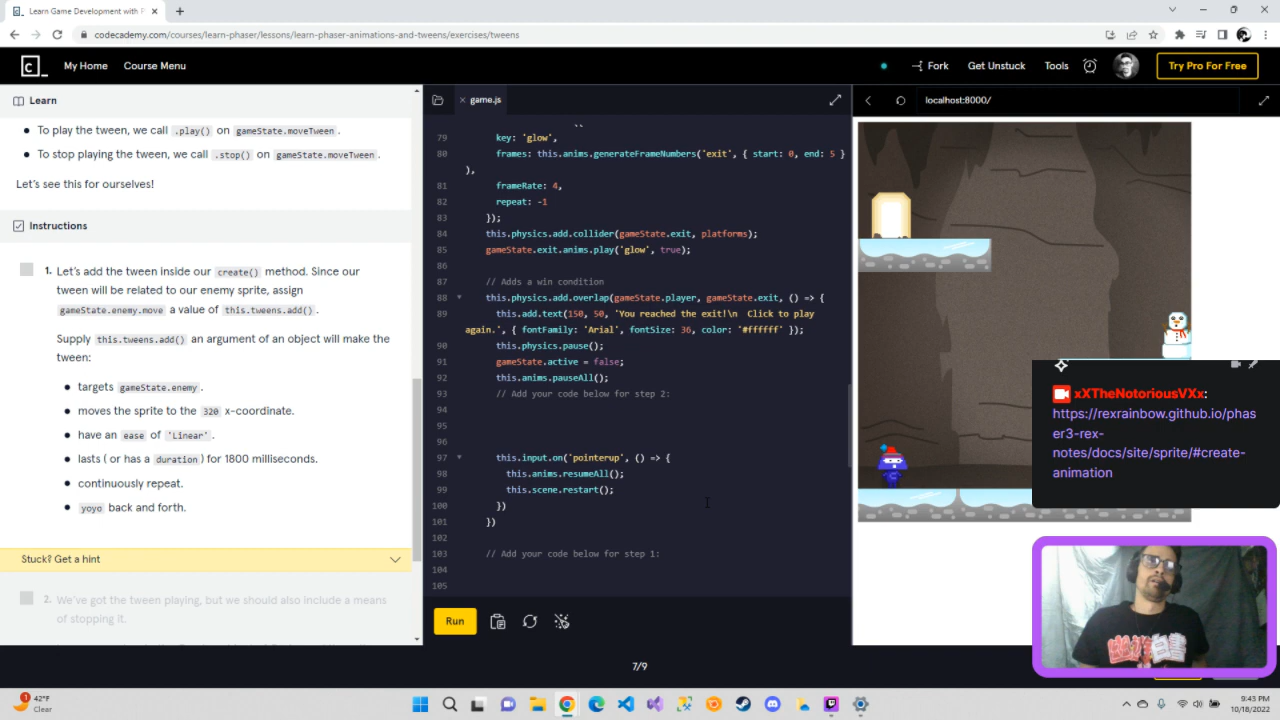 Learn Game Development with P
codecademy.com/courses/learn-phaser/lessons/learn-phaser-animations-and-tweens/exercises/tweens
My Home
Course Menu
Fork
Get Unstuck
Tools
Try Pro For Free
Learn
To play the tween, we call .play() on gameState.moveTween.
To stop playing the tween, we call .stop() on gameState.moveTween.
Let's see this for ourselves!
Instructions
1. Let's add the tween inside our create() method. Since our
tween will be related to our enemy sprite, assign
gameState.enemy.move a value of this.tweens.add().
Supply this.tweens.add() an argument of an object will make the
tween:
targets gameState.enemy.
moves the sprite to the 320 x-coordinate.
have an ease of 'Linear'.
lasts ( or has a duration) for 1800 milliseconds.
continuously repeat.
yoyo back and forth.
Stuck? Get a hint
2. We've got the tween playing, but we should also include a means
of stopping it.
game.js
79 key: 'glow',
80 frames: this.anims.generateFrameNumbers('exit', { start: 0, end: 5 }
),
81 frameRate: 4,
82 repeat: -1
83 });
84 this.physics.add.collider(gameState.exit, platforms);
85 gameState.exit.anims.play('glow', true);
86
87 // Adds a win condition
88 this.physics.add.overlap(gameState.player, gameState.exit, () => {
89 this.add.text(150, 50, 'You reached the exit!\n  Click to play
again.', { fontFamily: 'Arial', fontSize: 36, color: '#ffffff' });
90 this.physics.pause();
91 gameState.active = false;
92 this.anims.pauseAll();
93 // Add your code below for step 2:
94
95
96
97 this.input.on('pointerup', () => {
98 this.anims.resumeAll();
99 this.scene.restart();
100 })
101 })
102
103 // Add your code below for step 1:
104
105
Run
7/9
localhost:8000/
xXTheNotoriousVXx:
https://rexrainbow.github.io/phas
er3-rex-
notes/docs/site/sprite/#create-
animation
1
42°F
Clear
9:43 PM
10/18/2022